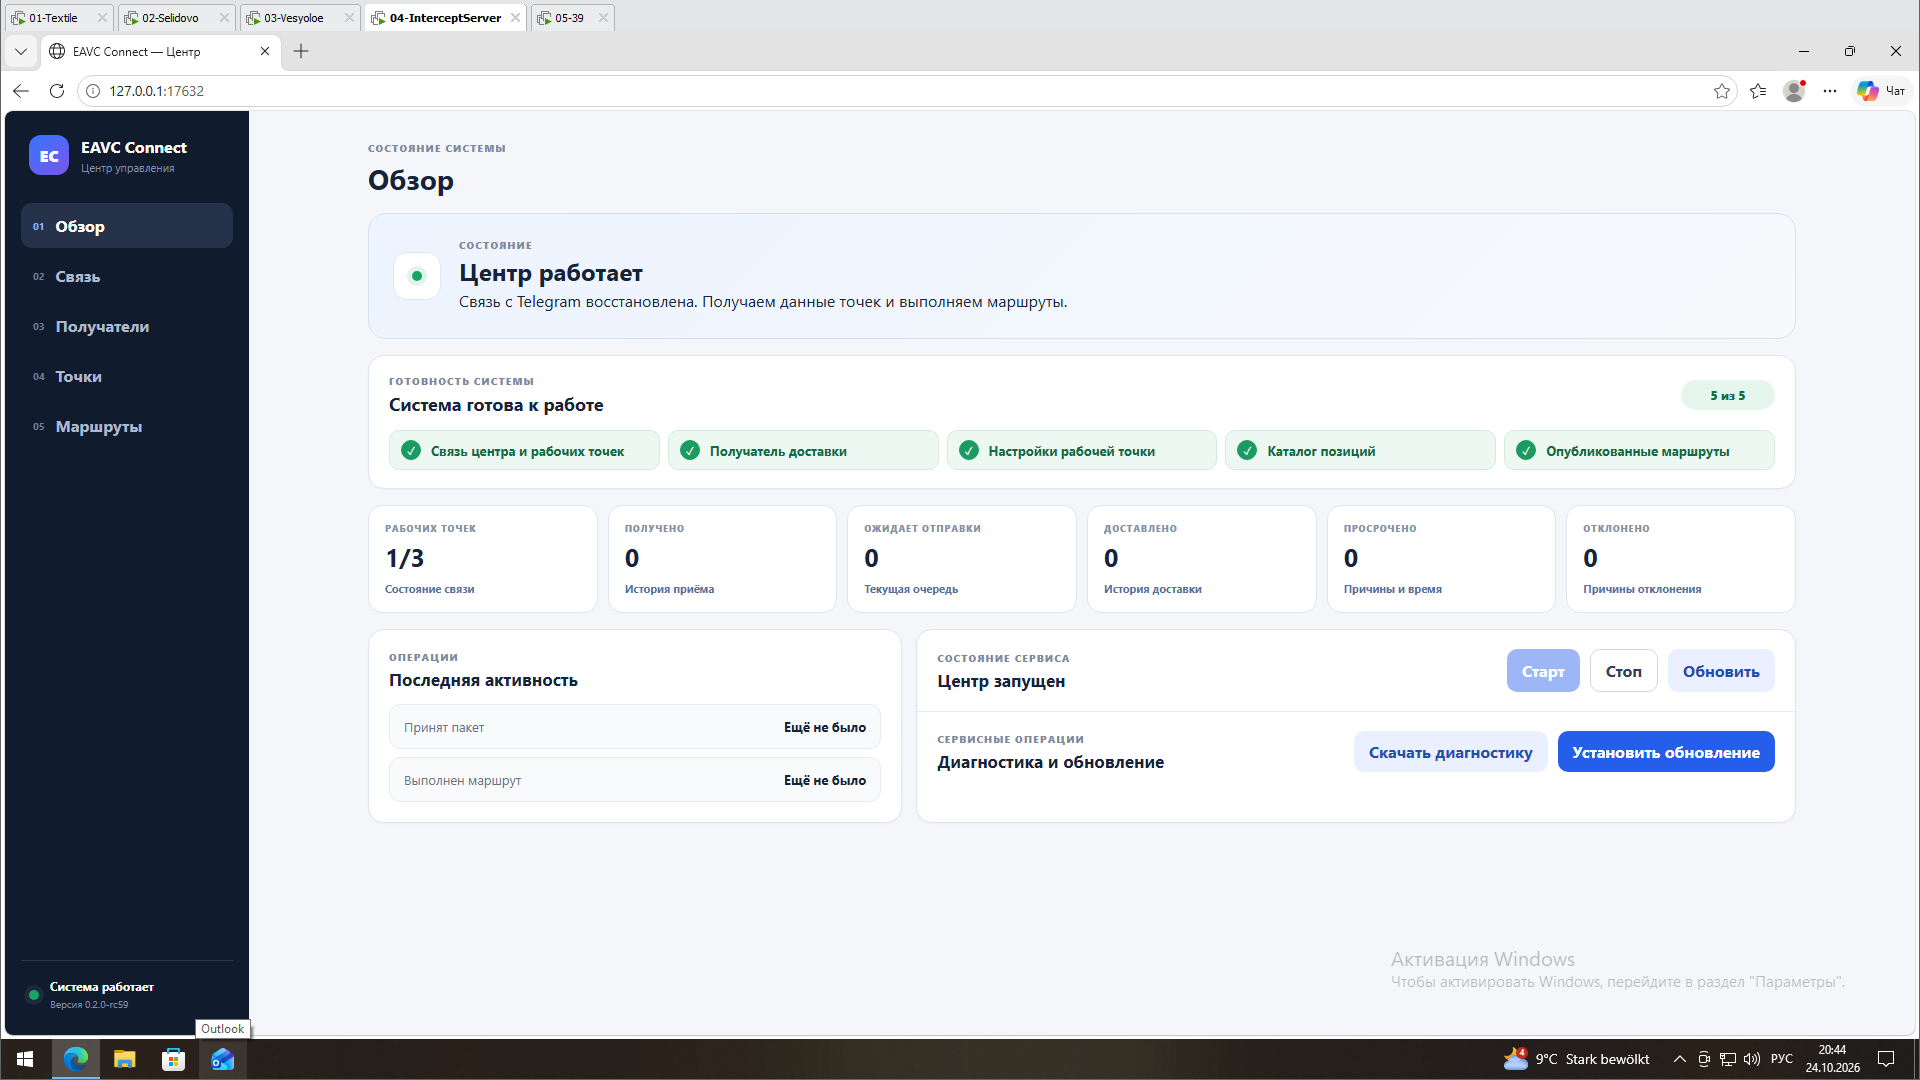 01-Textile
02-Selidovo
03-Vesyoloe
04-InterceptServer
05-39
EAVC Connect — Центр
127.0.0.1:17632
Чат
EC
EAVC Connect
Центр управления
01 Обзор
02 Связь
03 Получатели
04 Точки
05 Маршруты
СОСТОЯНИЕ СИСТЕМЫ
Обзор
СОСТОЯНИЕ
Центр работает
Связь с Telegram восстановлена. Получаем данные точек и выполняем маршруты.
ГОТОВНОСТЬ СИСТЕМЫ
Система готова к работе
5 из 5
Связь центра и рабочих точек
Получатель доставки
Настройки рабочей точки
Каталог позиций
Опубликованные маршруты
РАБОЧИХ ТОЧЕК
1/3
Состояние связи
ПОЛУЧЕНО
0
История приёма
ОЖИДАЕТ ОТПРАВКИ
0
Текущая очередь
ДОСТАВЛЕНО
0
История доставки
ПРОСРОЧЕНО
0
Причины и время
ОТКЛОНЕНО
0
Причины отклонения
ОПЕРАЦИИ
Последняя активность
Принят пакет Ещё не было
Выполнен маршрут Ещё не было
СОСТОЯНИЕ СЕРВИСА
Центр запущен
Старт
Стоп
Обновить
СЕРВИСНЫЕ ОПЕРАЦИИ
Диагностика и обновление
Скачать диагностику
Установить обновление
Активация Windows
Чтобы активировать Windows, перейдите в раздел "Параметры".
Система работает
Версия 0.2.0-rc59
Outlook
4
9°C Stark bewölkt
РУС
20:44
24.10.2026